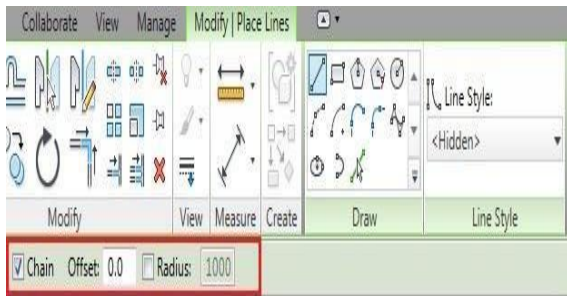 Collaborate View Manage Modify | Place Lines
Line Style:
<Hidden>
Modify View Measure Create Draw Line Style
Chain Offset: 0.0 Radius: 1000